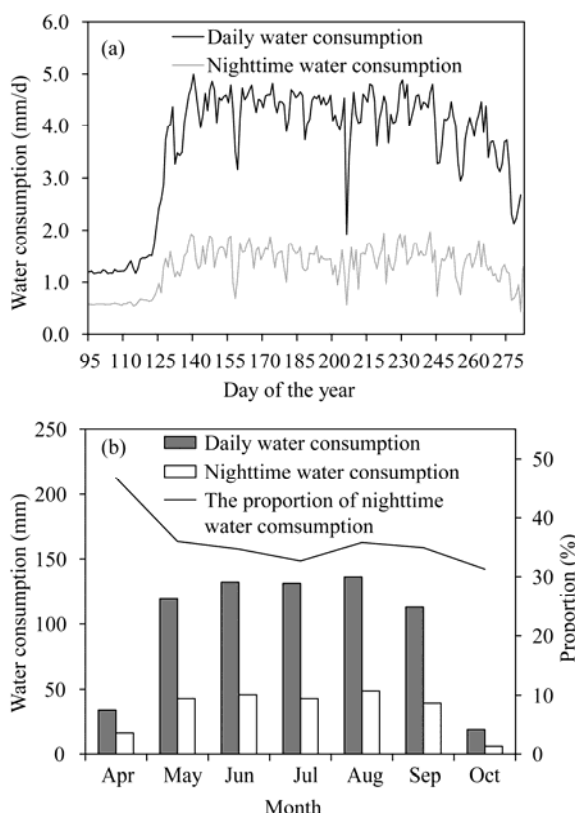 (a)
Daily water consumption
Nighttime water consumption
Water consumption (mm/d)
6.0
5.0
4.0
3.0
2.0
1.0
0.0
95 110 125 140 155 170 185 200 205 215 230 245 260 275
Day of the year
(b)
Daily water consumption
Nighttime water consumption
The proportion of nighttime
water comsumption
Water consumption (mm)
250
200
150
100
50
0
Proportion (%)
50
40
30
20
10
0
Apr May Jun Jul Aug Sep Oct
Month